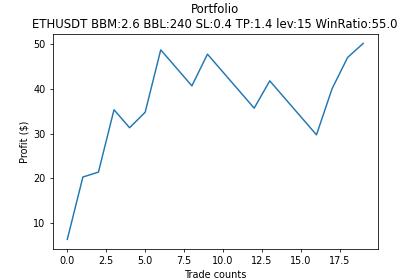 Portfolio
ETHUSDT BBM:2.6 BBL:240 SL:0.4 TP:1.4 lev:15 WinRatio:55.0
50
40
30
20
10
Profit ($)
0.0 2.5 5.0 7.5 10.0 12.5 15.0 17.5
Trade counts